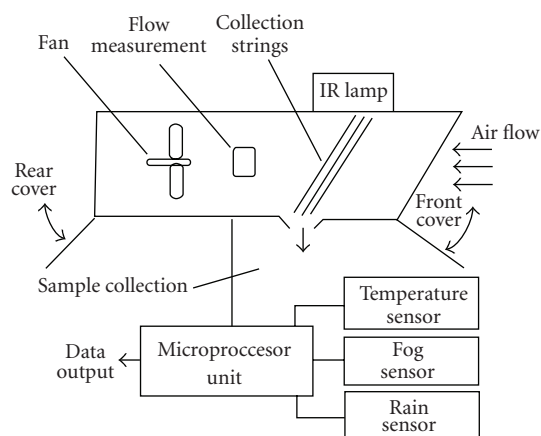 Flow
measurement
Collection
strings
Fan
IR lamp
Air flow
Rear
cover
Front
cover
Sample collection
Temperature
sensor
Data
output
Microproccesor
unit
Fog
sensor
Rain
sensor